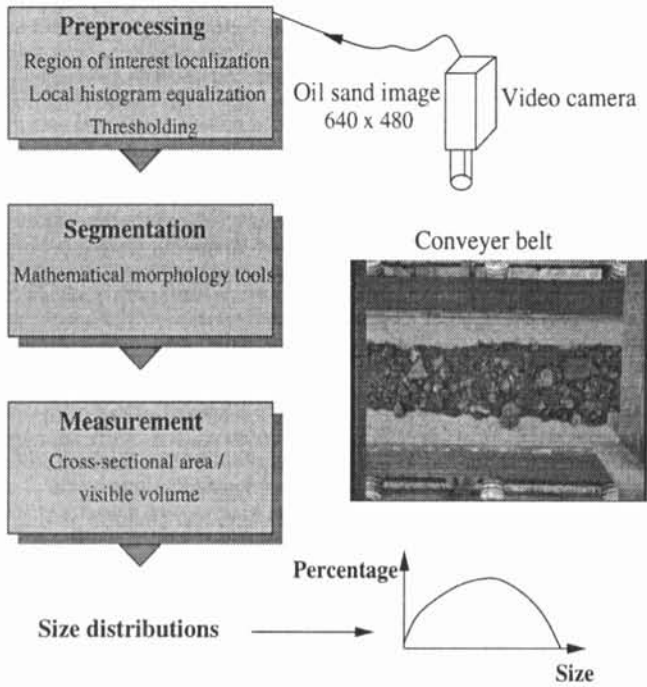 Preprocessing
Region of interest localization
Local histogram equalization
Thresholding
Oil sand image
640 x 480
Video camera
Segmentation
Mathematical morphology tools
Conveyer belt
Measurement
Cross-sectional area /
visible volume
Percentage
Size distributions
Size